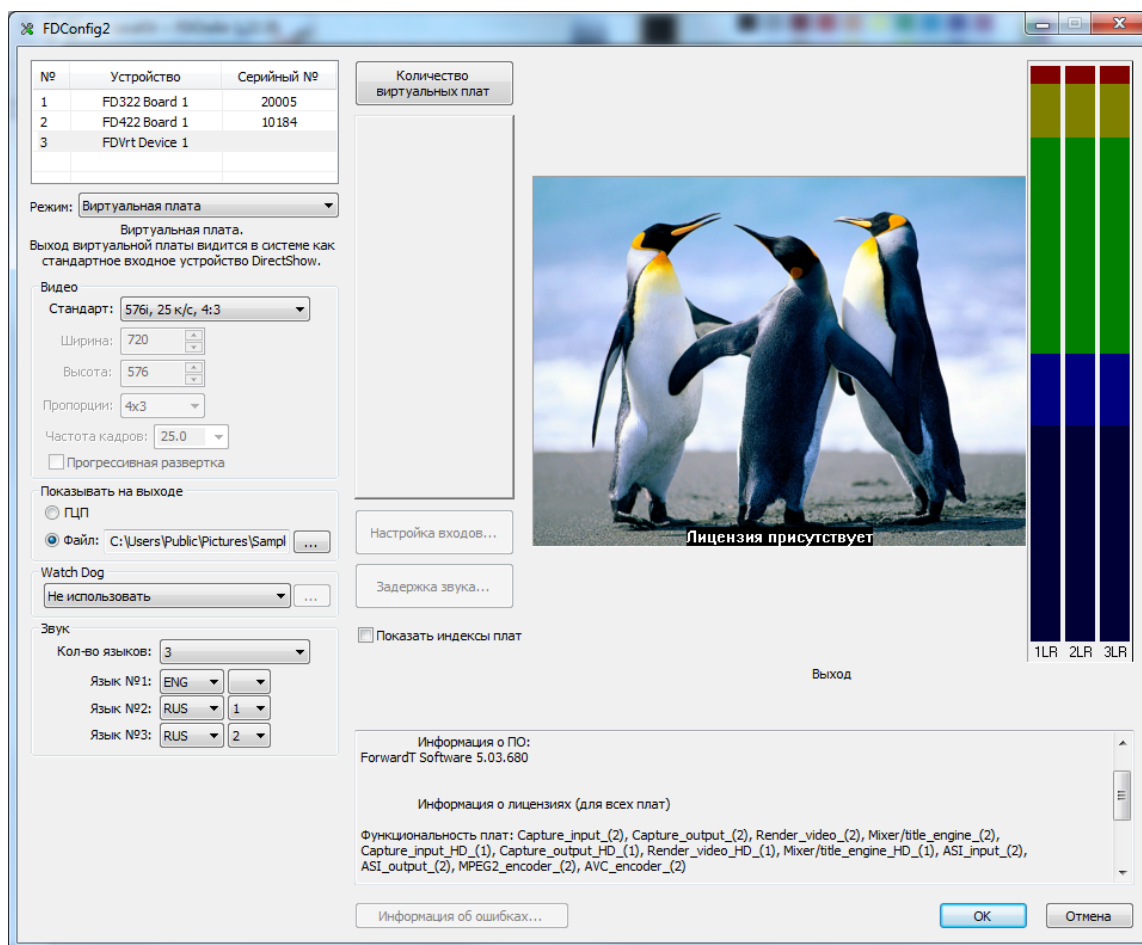 FDConfig2
№ Устройство Серийный №
1 FD322 Board 1 20005
2 FD422 Board 1 10184
3 FDVrt Device 1
Режим: Виртуальная плата
Виртуальная плата.
Выход виртуальной платы видится в системе как
стандартное входное устройство DirectShow.
Видео
Стандарт: 576i, 25 к/с, 4:3
Ширина: 720
Высота: 576
Пропорции: 4x3
Частота кадров: 25.0
Прогрессивная развертка
Показывать на выходе
ГЦП
Файл: C:\Users\Public\Pictures\Sampl ...
Watch Dog
Не использовать ...
Звук
Кол-во языков: 3
Язык №1: ENG
Язык №2: RUS 1
Язык №3: RUS 2
Количество
виртуальных плат
Настройка входов...
Задержка звука...
Показать индексы плат
Лицензия присутствует
1LR 2LR 3LR
Выход
Информация о ПО:
ForwardT Software 5.03.680
Информация о лицензиях (для всех плат)
Функциональность плат: Capture_input_(2), Capture_output_(2), Render_video_(2), Mixer/title_engine_(2),
Capture_input_HD_(1), Capture_output_HD_(1), Render_video_HD_(1), Mixer/title_engine_HD_(1), ASI_input_(2),
ASI_output_(2), MPEG2_encoder_(2), AVC_encoder_(2)
Информация об ошибках...
OK Отмена